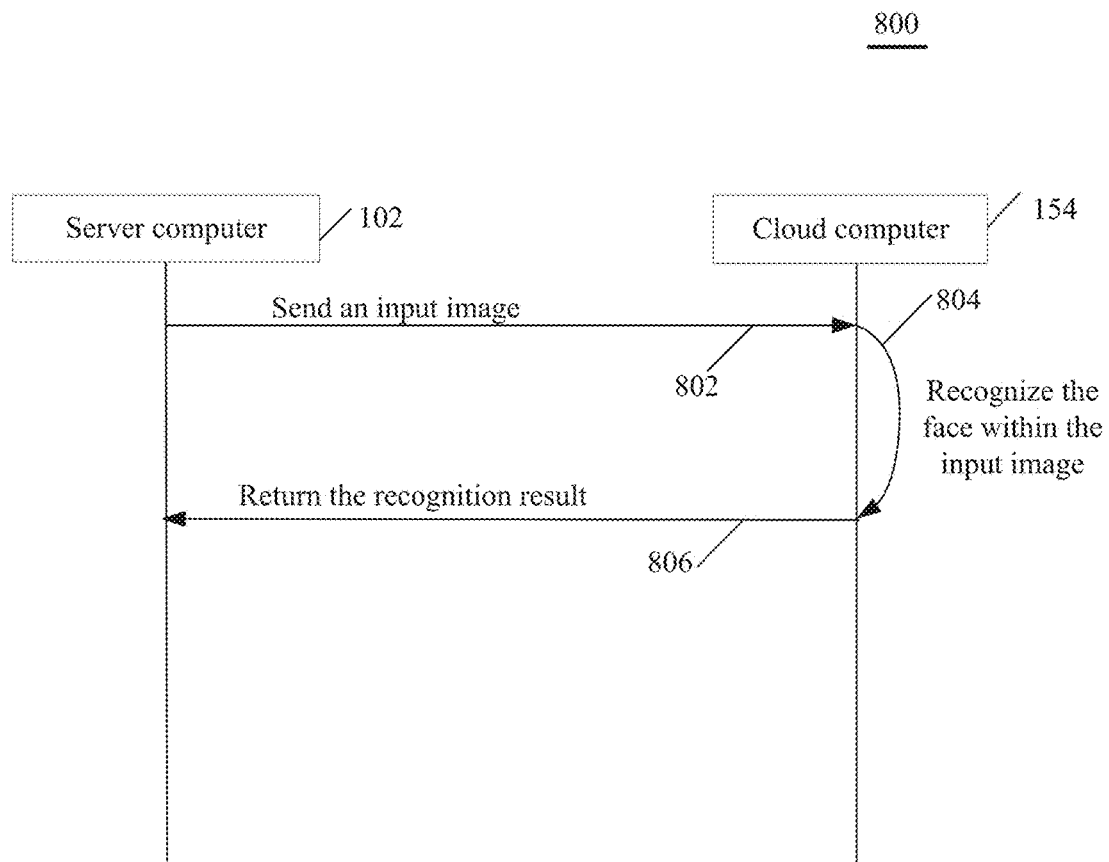 800
Server computer
102
Cloud computer
154
Send an input image
802
804
Recognize the
face within the
input image
Return the recognition result
806